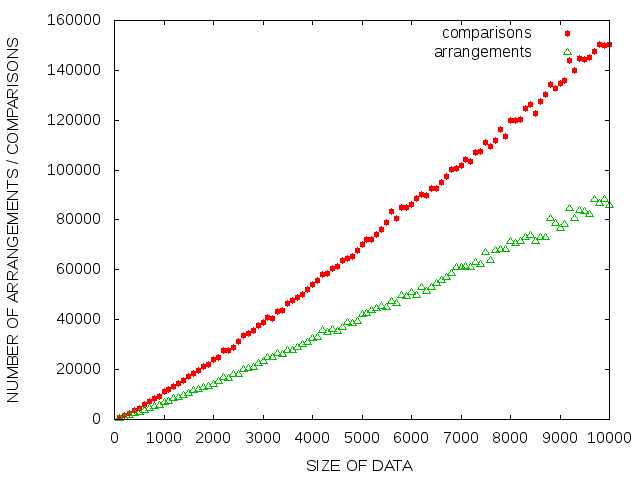 160000
140000
120000
100000
80000
60000
40000
20000
0
NUMBER OF ARRANGEMENTS / COMPARISONS
comparisons
arrangements
0 1000 2000 3000 4000 5000 6000 7000 8000 9000 10000
SIZE OF DATA